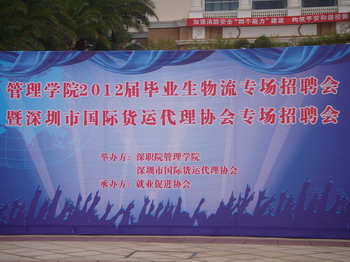 加强消防安全“四个能力”建设 构筑平安和谐校园
管理学院2012届毕业生物流专场招聘会
暨深圳市国际货运代理协会专场招聘会
举办方：深职院管理学院
深圳市国际货运代理协会
承办方：就业促进协会